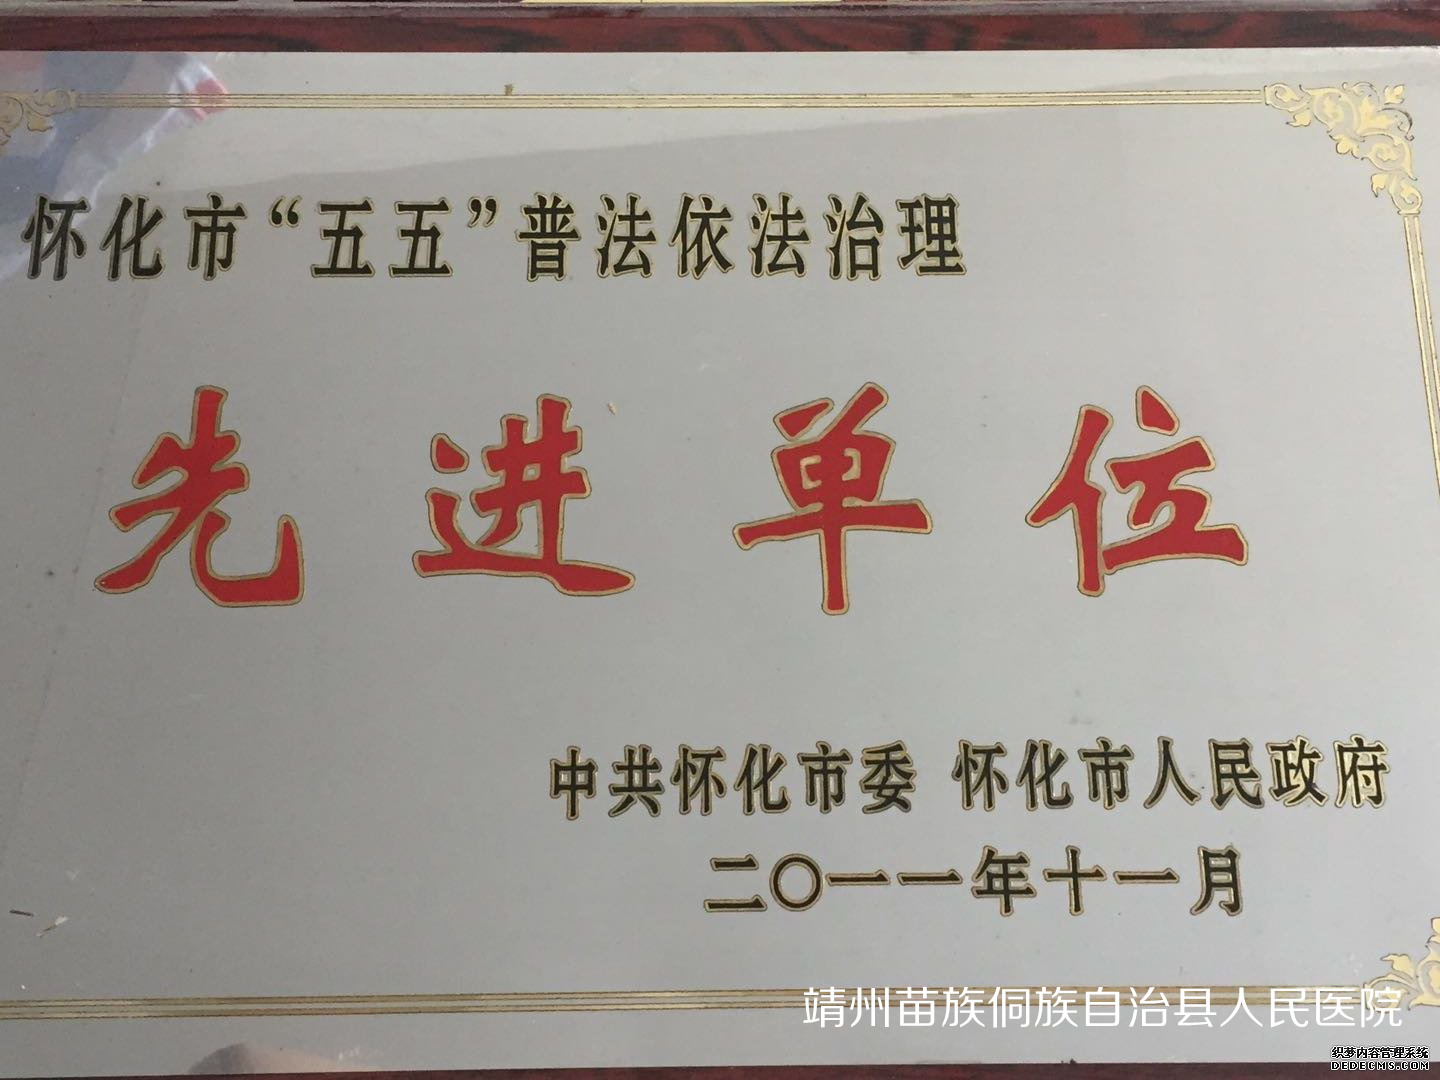 怀化市“五五”普法依法治理
先进单位
中共怀化市委 怀化市人民政府
二〇一一年十一月
靖州苗族侗族自治县人民医院
织梦内容管理系统
DEDECMS.COM